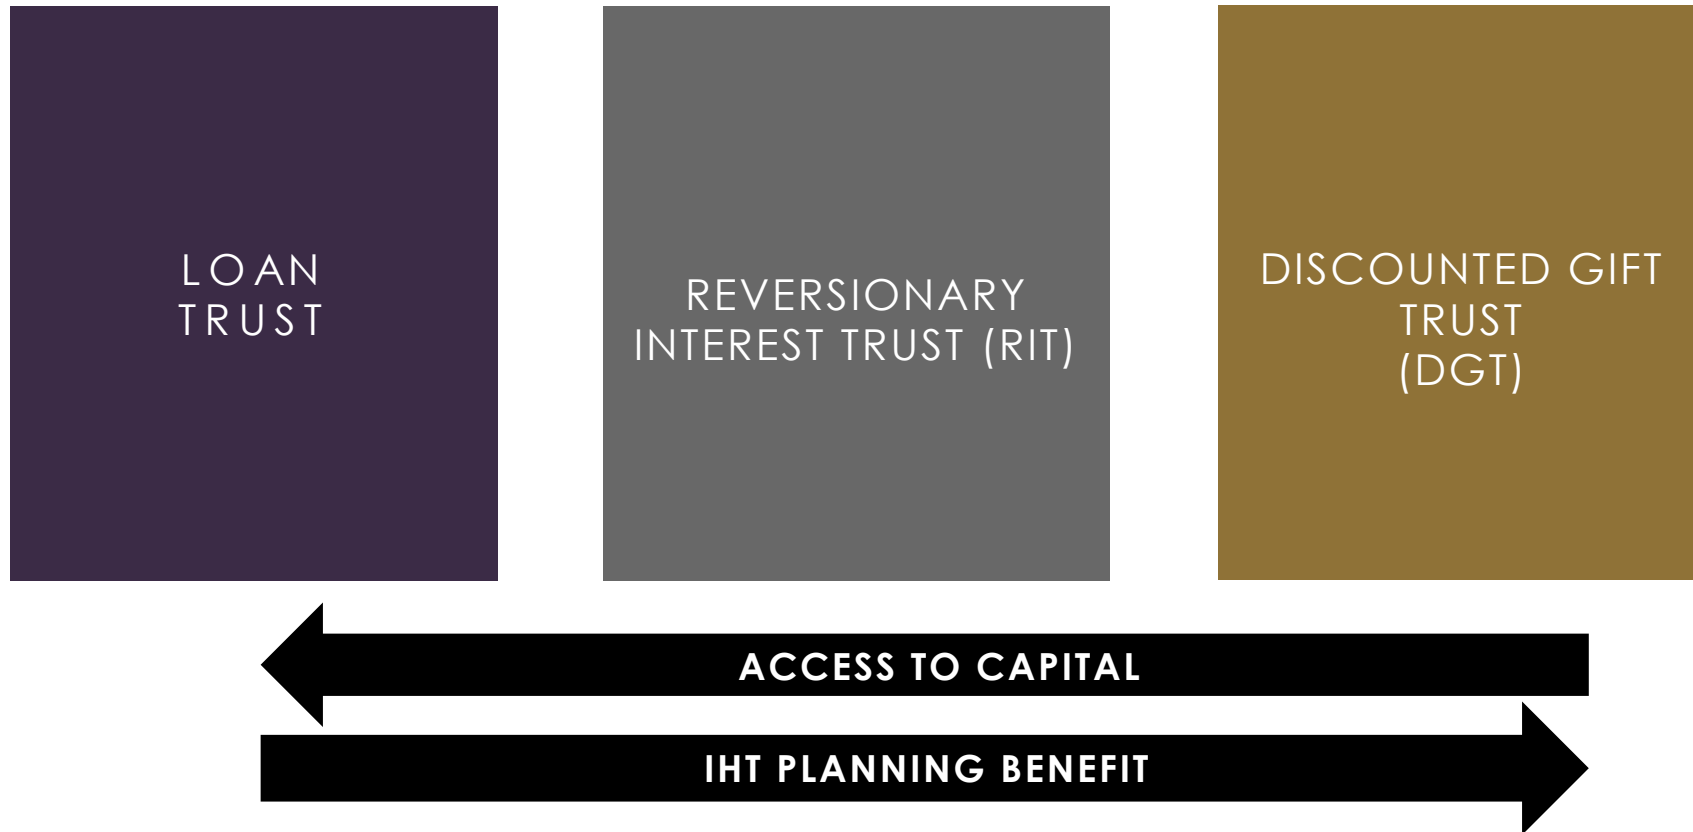 LOAN
TRUST
REVERSIONARY
INTEREST TRUST (RIT)
DISCOUNTED GIFT
TRUST
(DGT)
ACCESS TO CAPITAL
IHT PLANNING BENEFIT